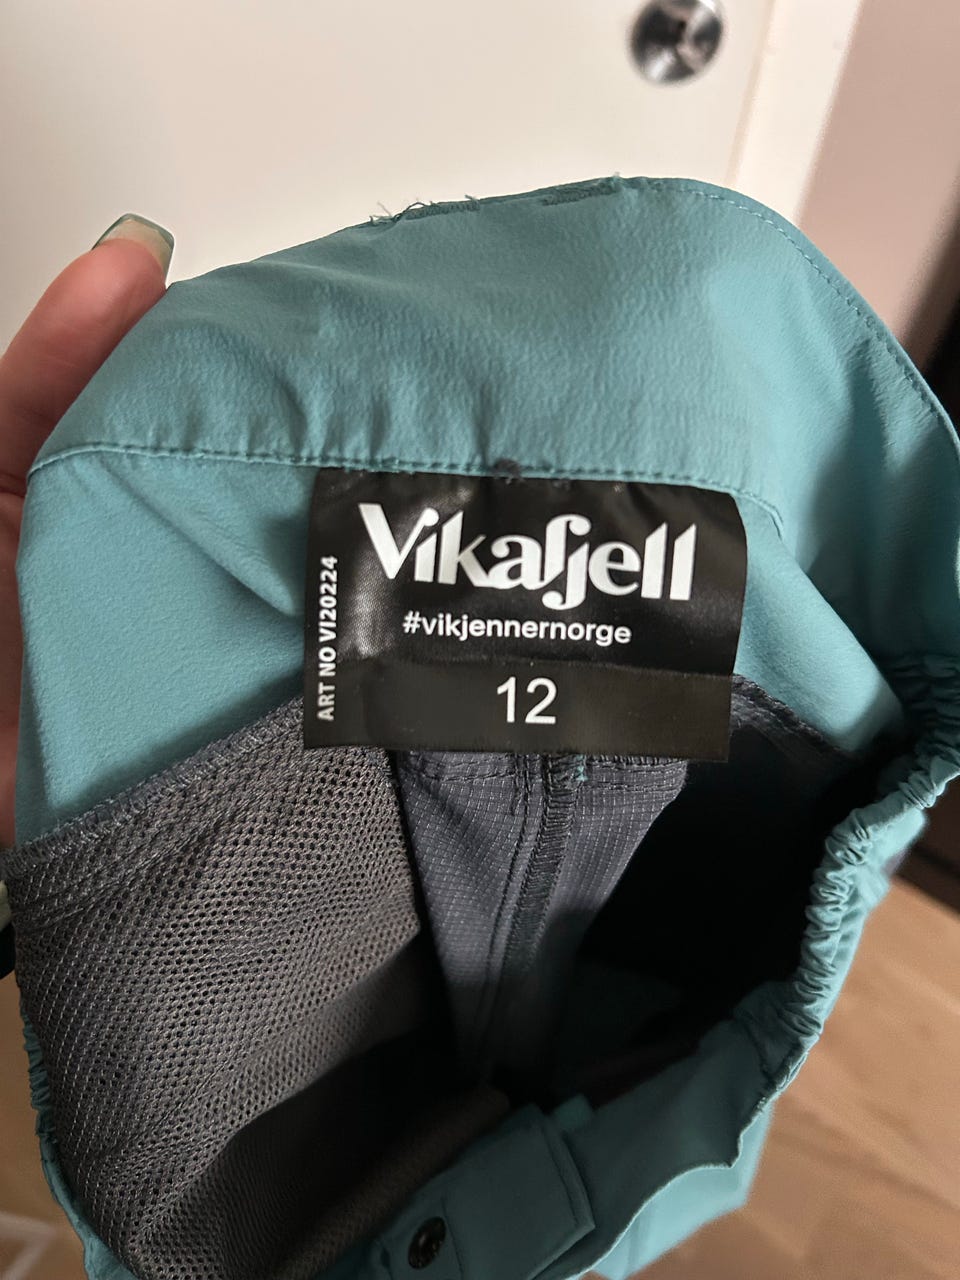 Vikafjell
#vikjennernorge
12
ART NO VI20224